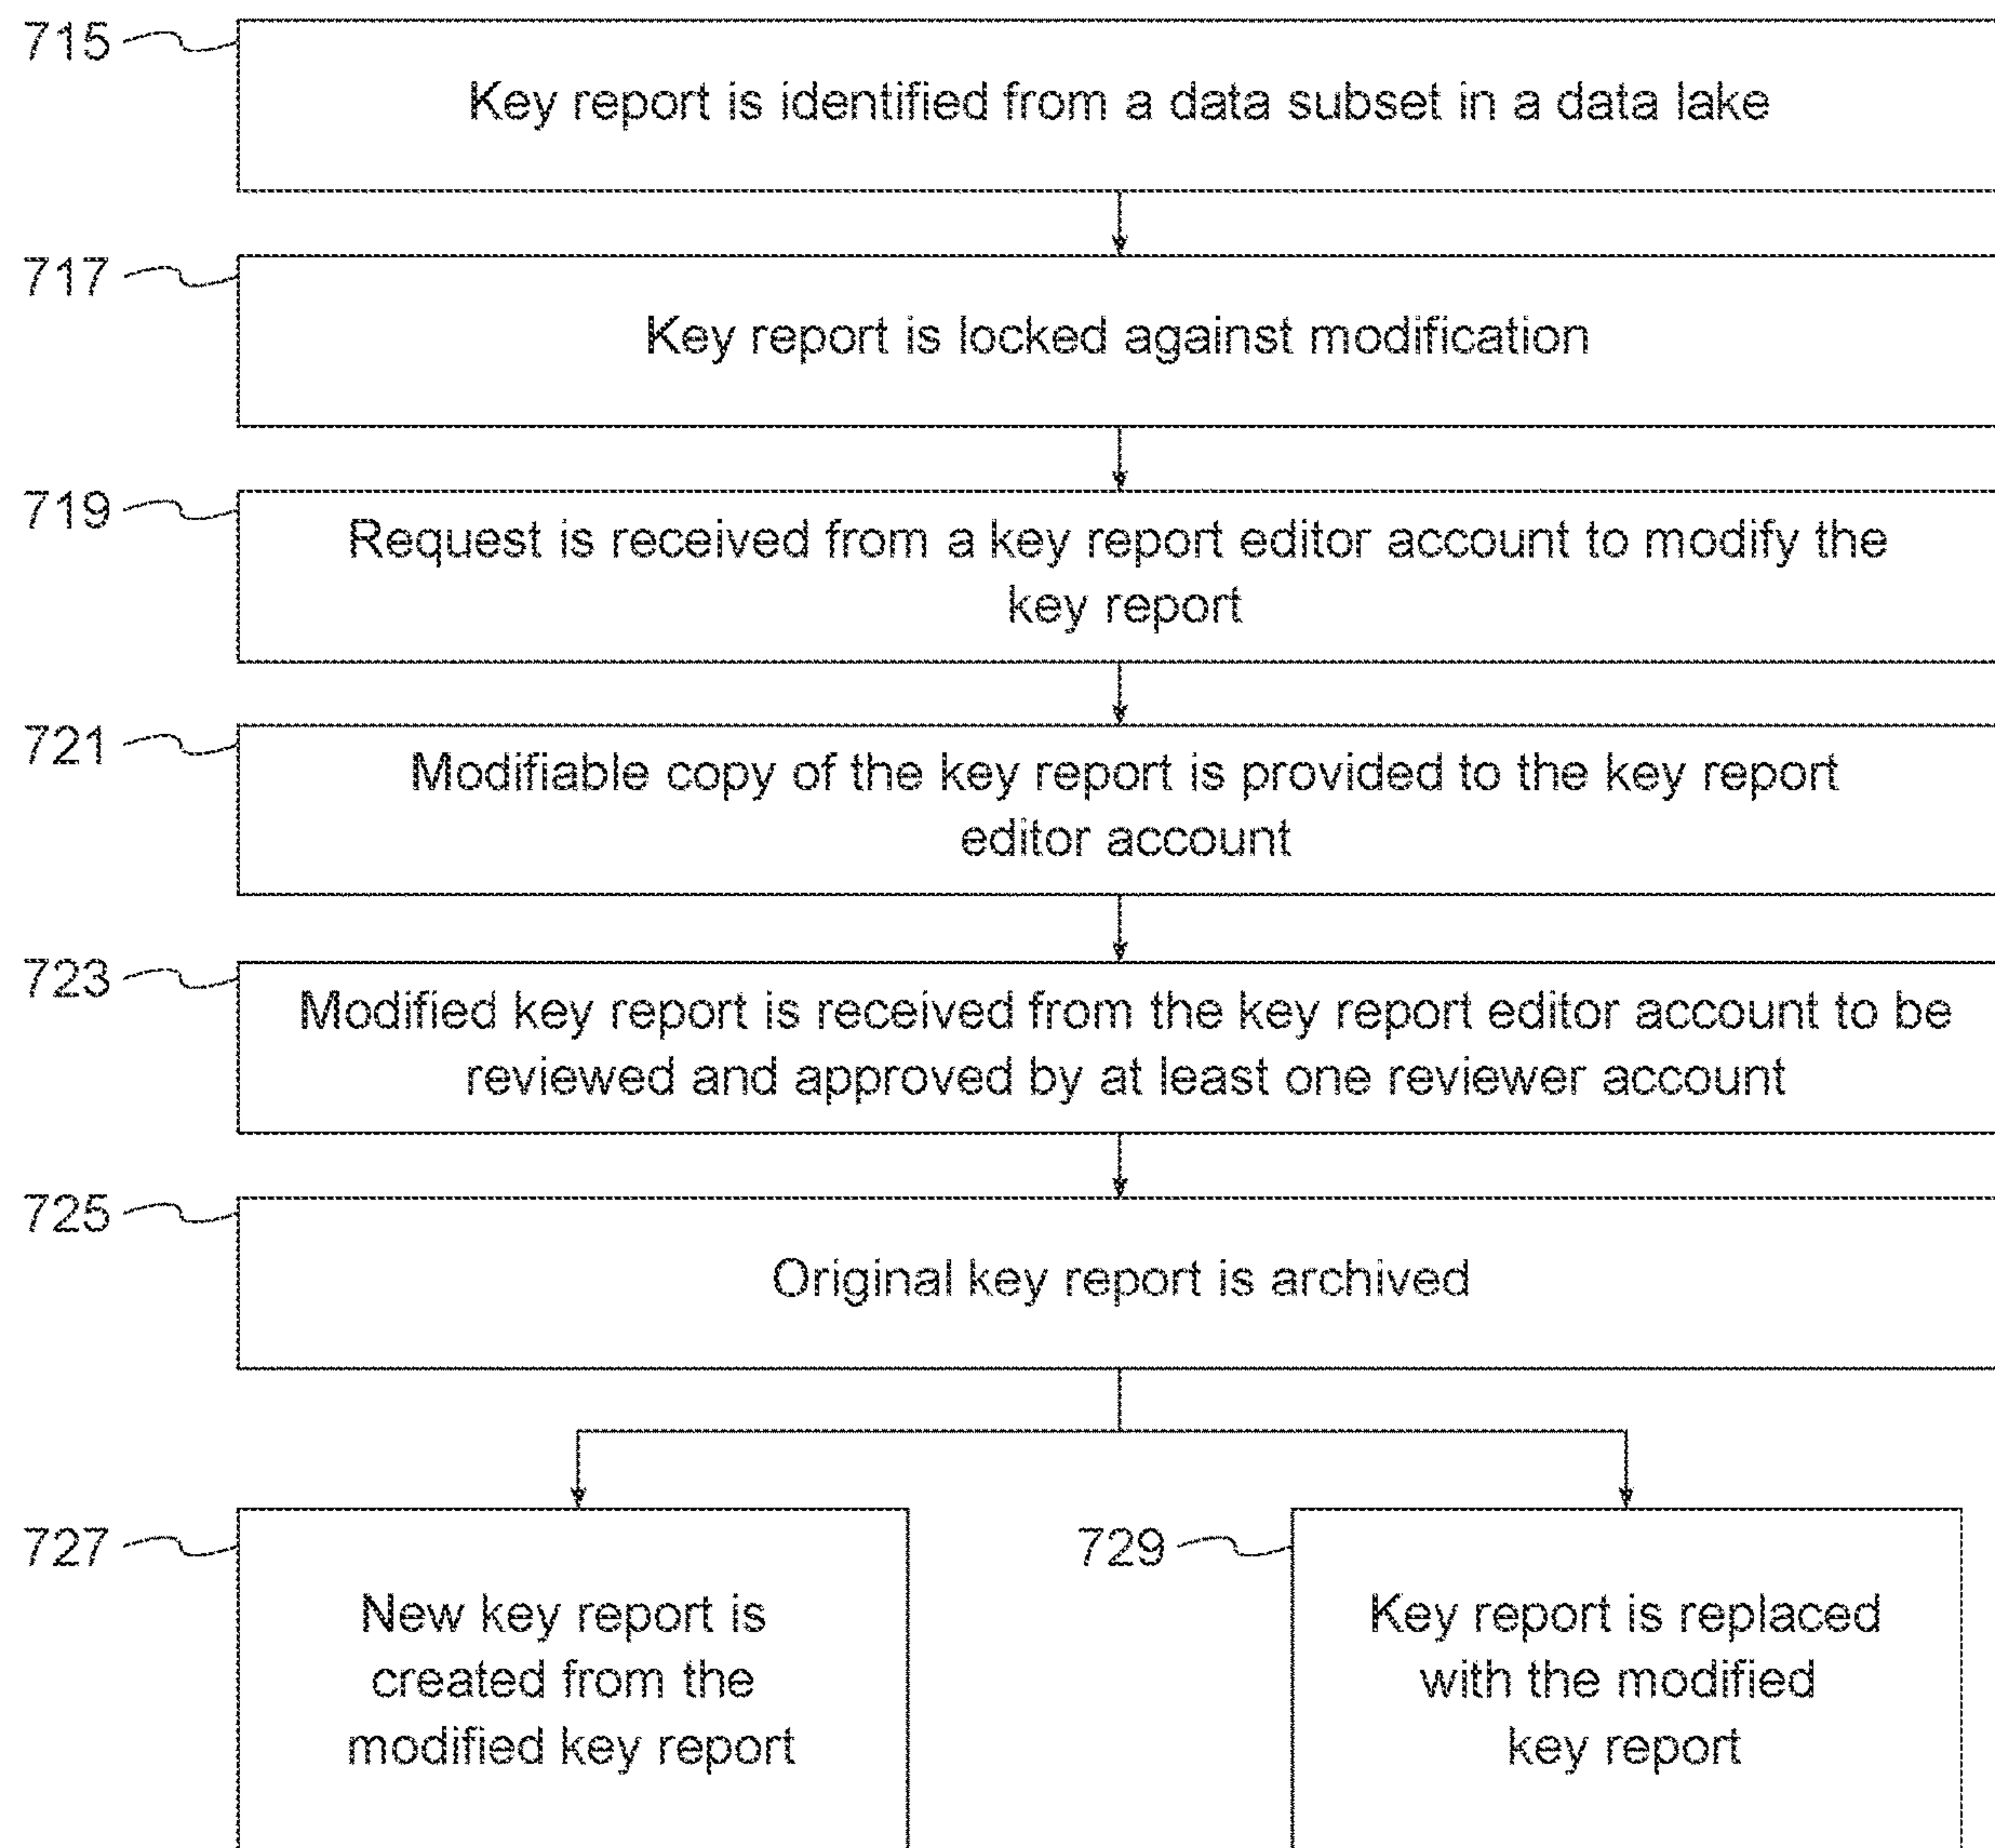 715
Key report is identified from a data subset in a data lake
717
Key report is locked against modification
719
Request is received from a key report editor account to modify the
key report
721
Modifiable copy of the key report is provided to the key report
editor account
723
Modified key report is received from the key report editor account to be
reviewed and approved by at least one reviewer account
725
Original key report is archived
727
New key report is
created from the
modified key report
729
Key report is replaced
with the modified
key report